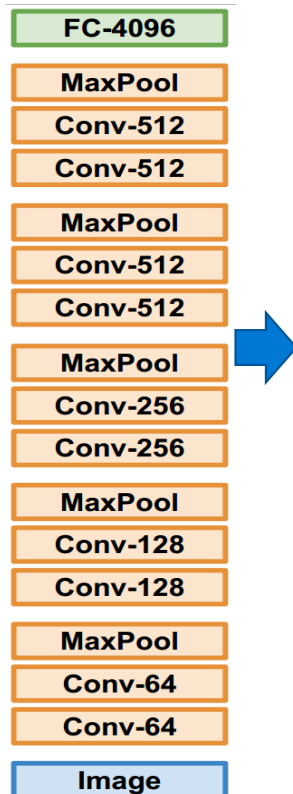 FC-4096
MaxPool
Conv-512
Conv-512
MaxPool
Conv-512
Conv-512
MaxPool
Conv-256
Conv-256
MaxPool
Conv-128
Conv-128
MaxPool
Conv-64
Conv-64
Image